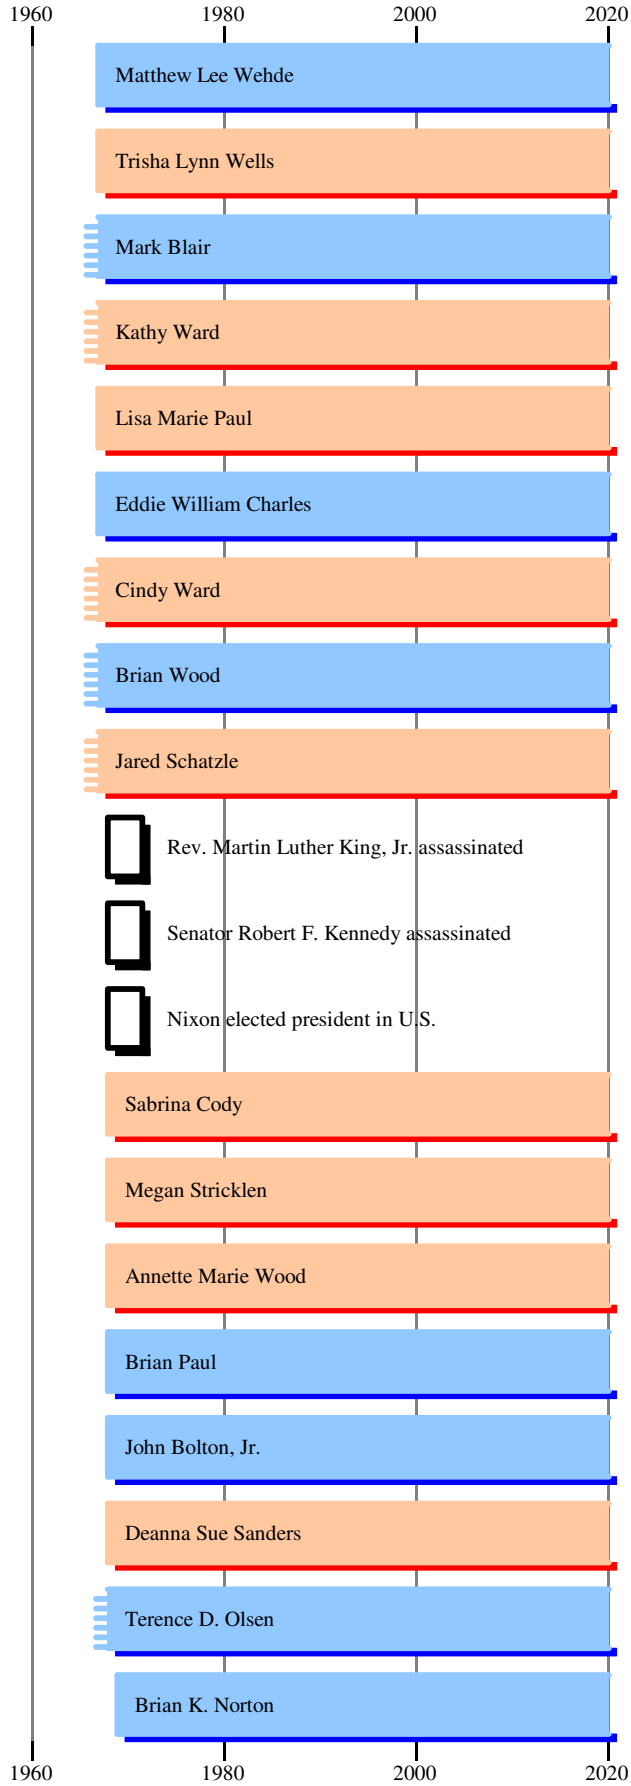 1960 1980 2000 2020
Matthew Lee Wehde
Trisha Lynn Wells
Mark Blair
Kathy Ward
Lisa Marie Paul
Eddie William Charles
Cindy Ward
Brian Wood
Jared Schatzle
Rev. Martin Luther King, Jr. assassinated
Senator Robert F. Kennedy assassinated
Nixon elected president in U.S.
Sabrina Cody
Megan Stricklen
Annette Marie Wood
Brian Paul
John Bolton, Jr.
Deanna Sue Sanders
Terence D. Olsen
Brian K. Norton
1960 1980 2000 2020